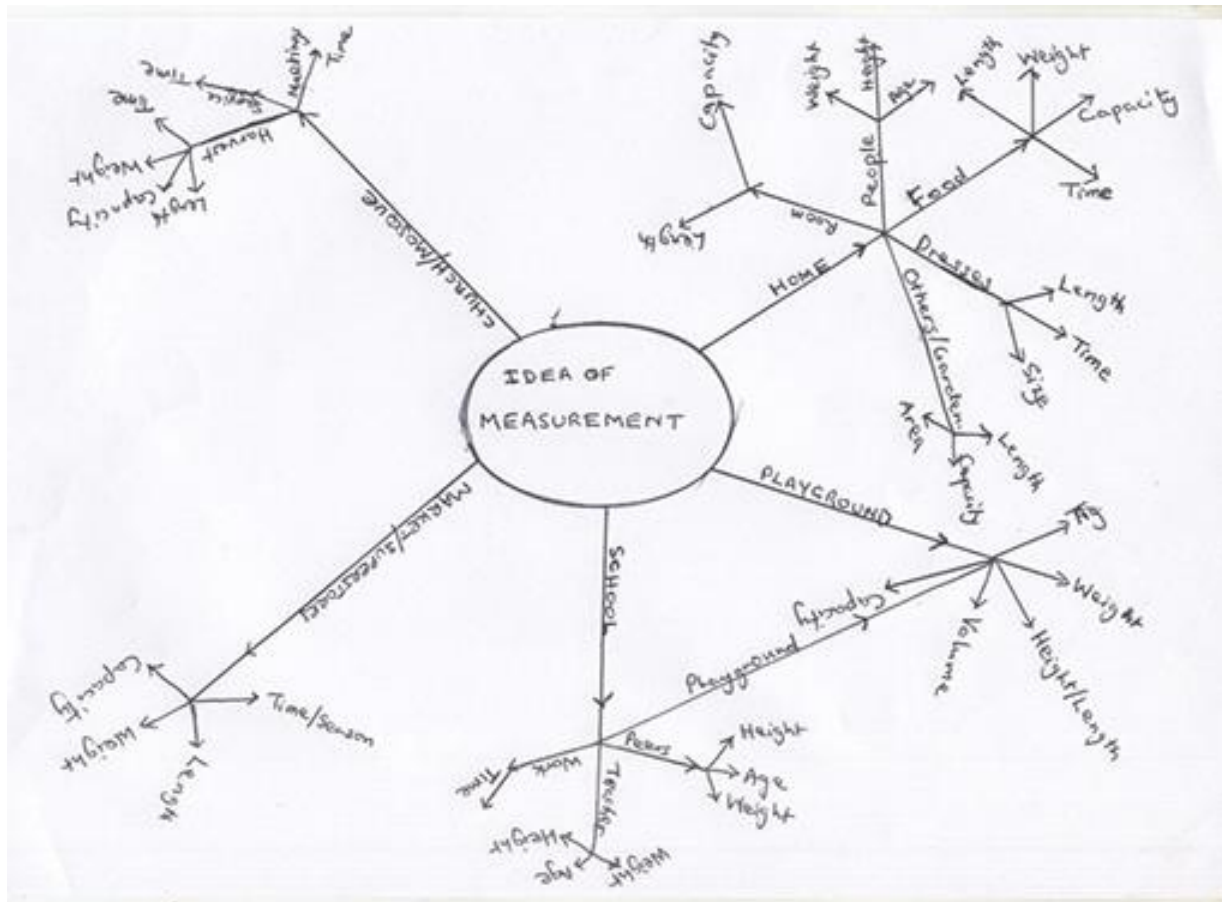 IDEA OF
MEASUREMENT
CHURCH/MOSQUE
Meeting
Time
Service
Time
Harvest
Time
Weight
Capacity
Length
HOME
Room
Capacity
Length
People
Weight
Height
Age
Food
Length
Weight
Capacity
Time
Dresses
Length
Time
Size
Others/Garden
Area
Capacity
Length
PLAYGROUND
Weight
Height/Length
Volume
Capacity
SCHOOL
Playground
Peers
Height
Age
Weight
Teacher
Height
Age
Weight
Work
Time
MARKET/SUPERSTORES
Capacity
Weight
Length
Time/Season